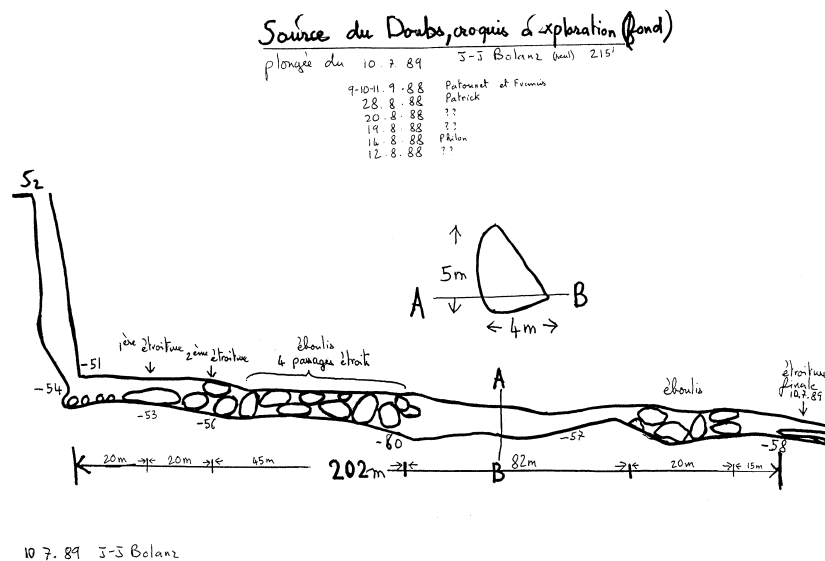 Source du Doubs, croquis d'exploration (fond)
plongée du 10.7.89 J-J Bolanz (seul) 215'
9-10-11.9.88 Patounet et Francis
28.8.88 Patrick
20.8.88 ??
19.8.88 ??
14.8.88 Philon
12.8.88 ??
S2
5m
A B
4m
1ère étroiture
2ème étroiture
éboulis
4 passages étroits
éboulis
étroiture
finale
10.7.89
-51
-54
-53
-56
-60
-57
-58
A
B
20m 20m 45m 202m 82m 20m 15m
10 7. 89 J-J Bolanz